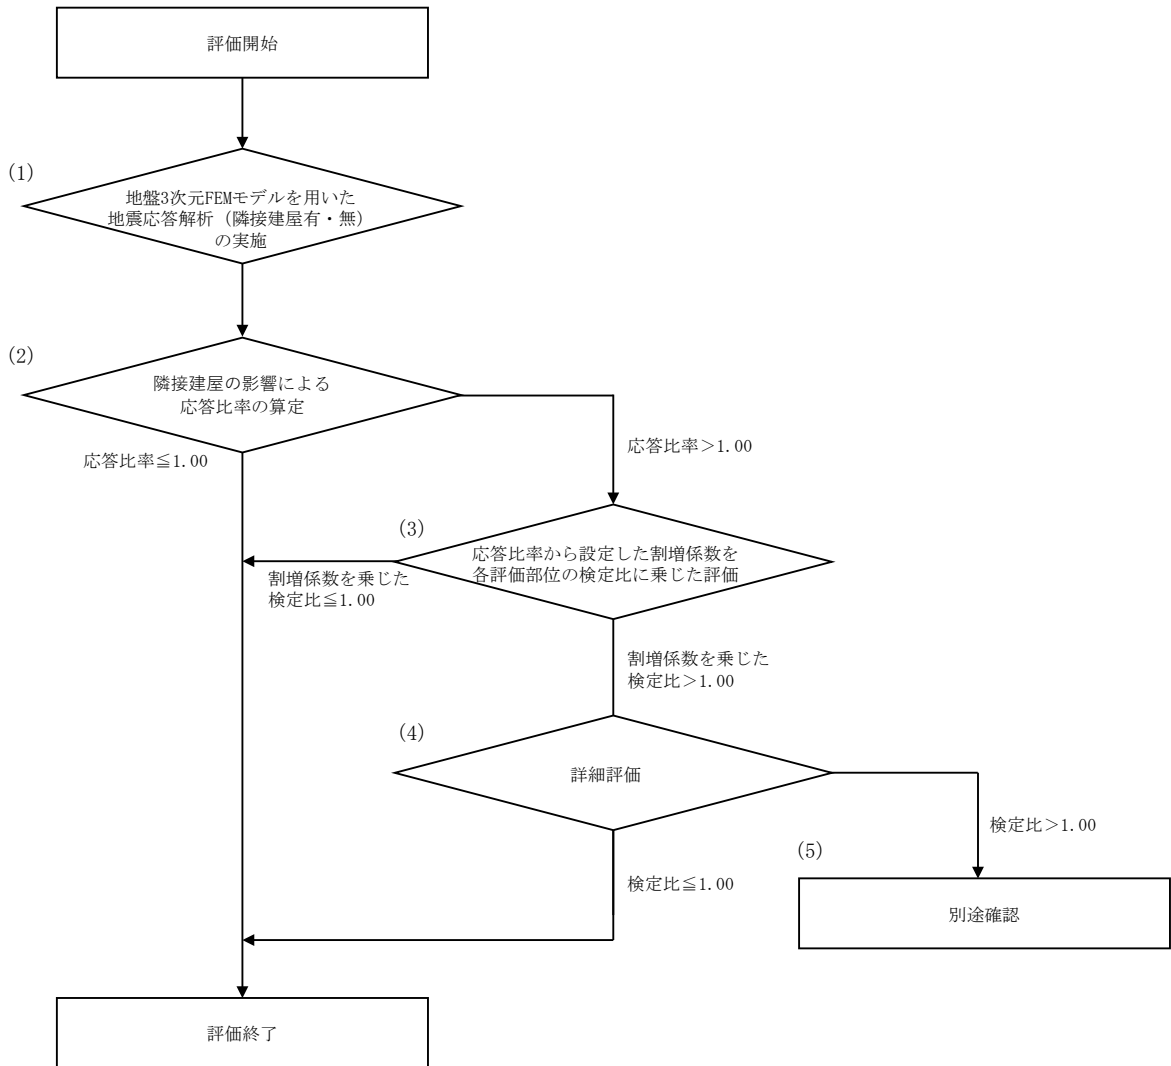 評価開始
(1)
地盤3次元FEMモデルを用いた
地震応答解析（隣接建屋有・無）
の実施
(2)
隣接建屋の影響による
応答比率の算定
応答比率≦1.00
応答比率＞1.00
(3)
応答比率から設定した割増係数を
各評価部位の検定比に乗じた評価
割増係数を乗じた
検定比≦1.00
割増係数を乗じた
検定比＞1.00
(4)
詳細評価
検定比＞1.00
(5)
検定比≦1.00
別途確認
評価終了